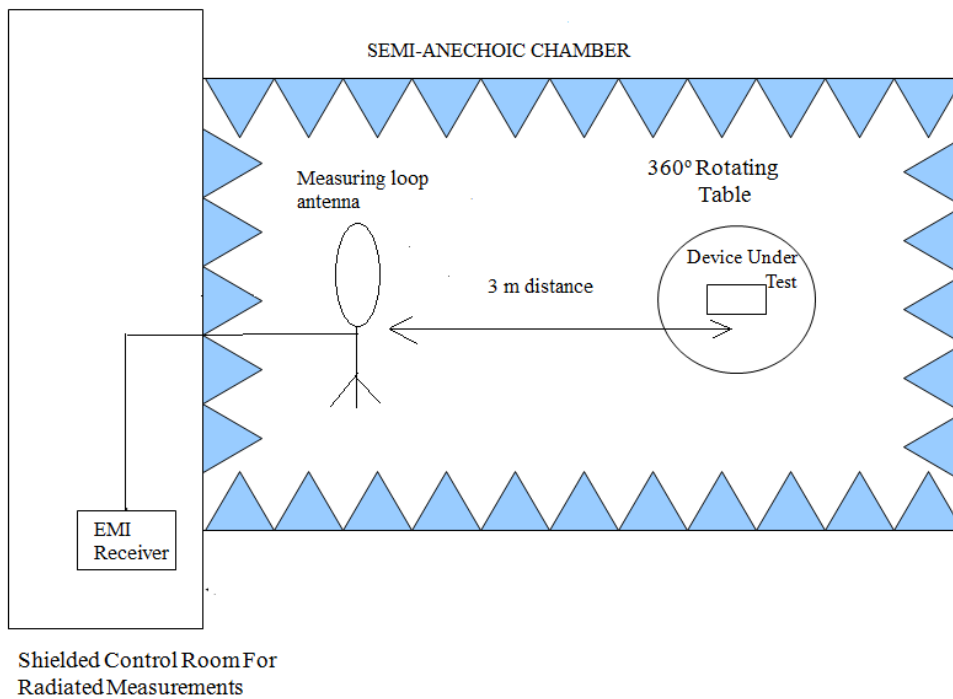 SEMI-ANECHOIC CHAMBER
Measuring loop
antenna
360º Rotating
Table
Device Under
Test
3 m distance
EMI
Receiver
Shielded Control Room For
Radiated Measurements